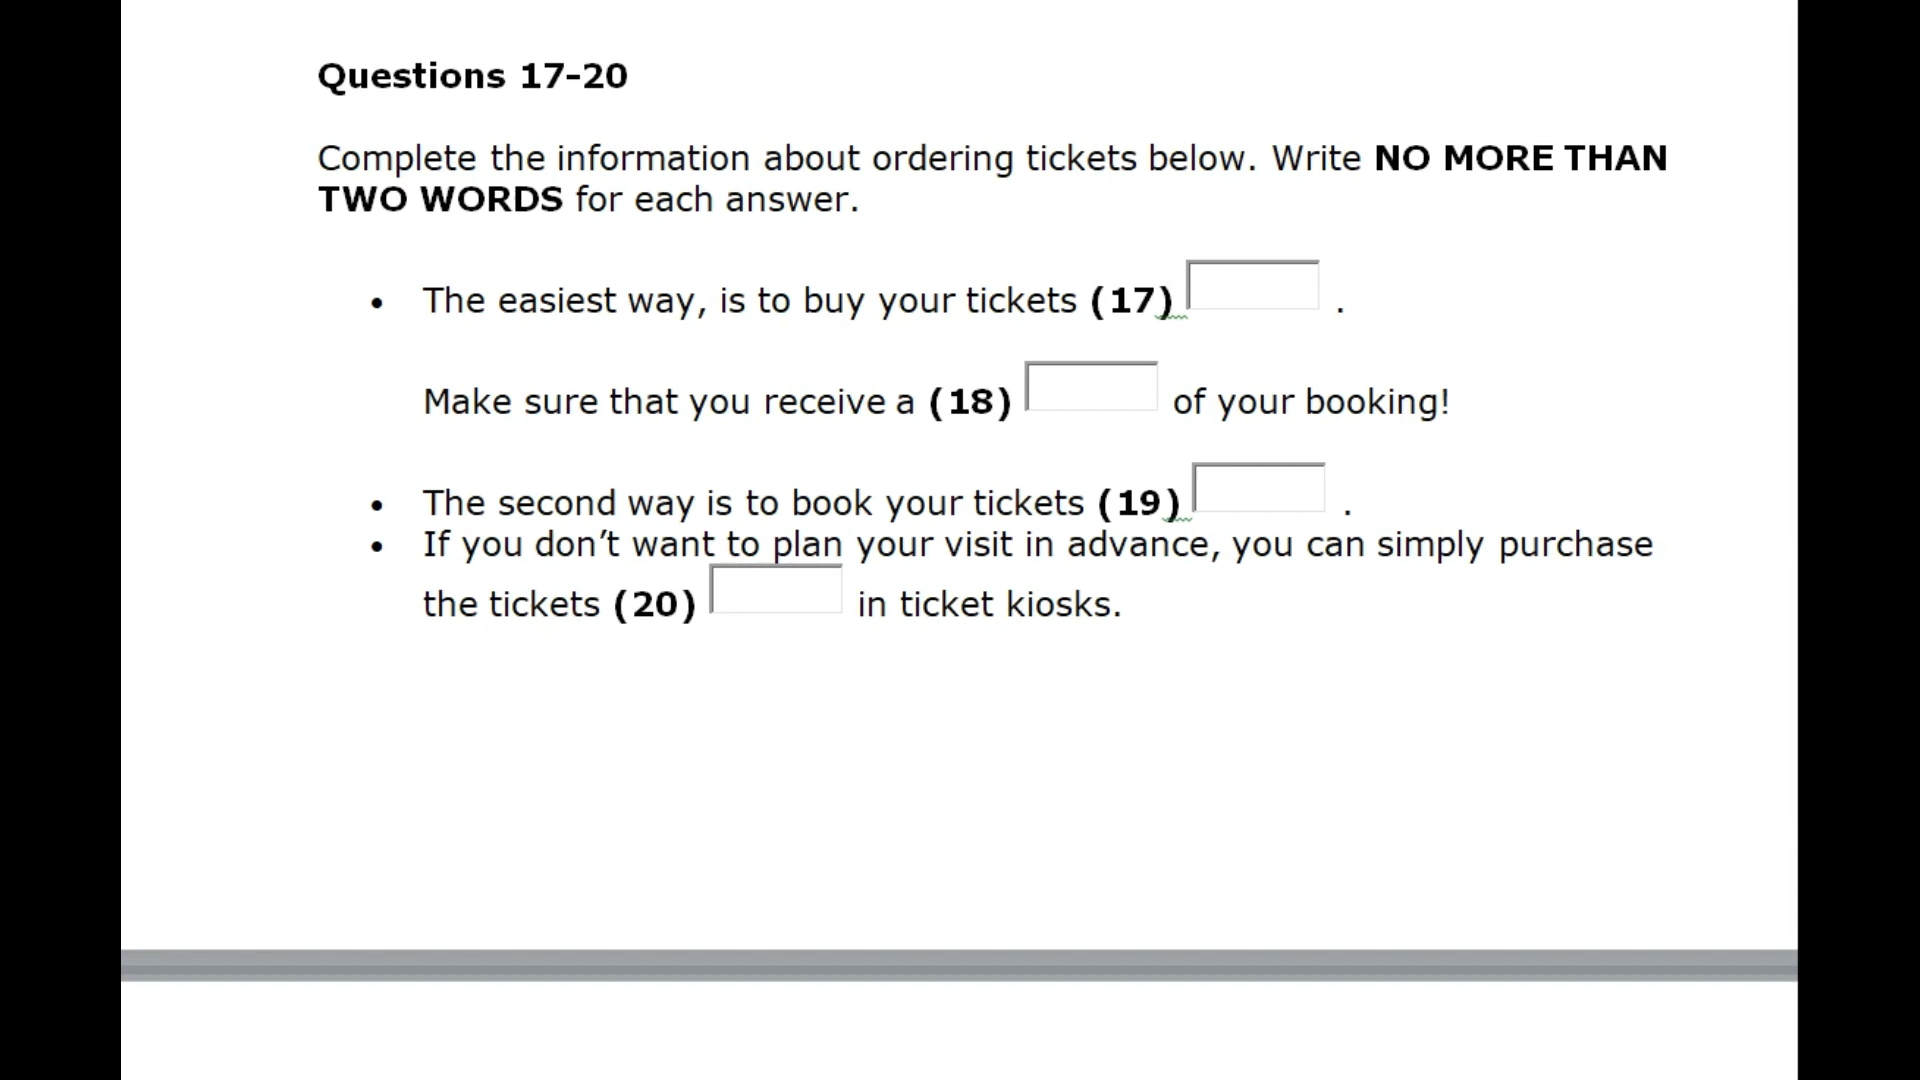 Questions 17-20
Complete the information about ordering tickets below. Write NO MORE THAN
TWO WORDS for each answer.
• The easiest way, is to buy your tickets (17) .
Make sure that you receive a (18) of your booking!
• The second way is to book your tickets (19) .
• If you don’t want to plan your visit in advance, you can simply purchase
the tickets (20) in ticket kiosks.